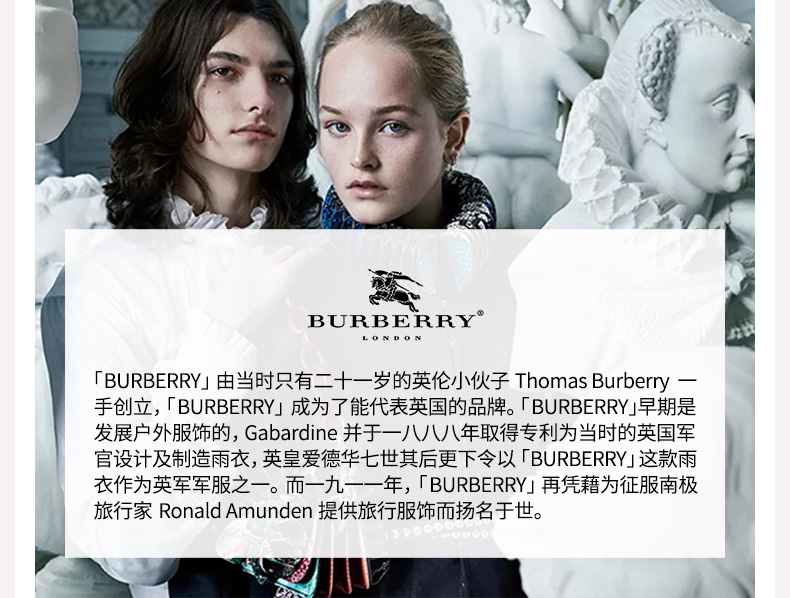 BURBERRY®
LONDON
「BURBERRY」由当时只有二十一岁的英伦小伙子 Thomas Burberry 一
手创立，「BURBERRY」 成为了能代表英国的品牌。「BURBERRY」早期是
发展户外服饰的，Gabardine 并于一八八八年取得专利为当时的英国军
官设计及制造雨衣，英皇爱德华七世其后更下令以「BURBERRY」这款雨
衣作为英军军服之一。而一九一一年，「BURBERRY」 再凭藉为征服南极
旅行家 Ronald Amunden 提供旅行服饰而扬名于世。